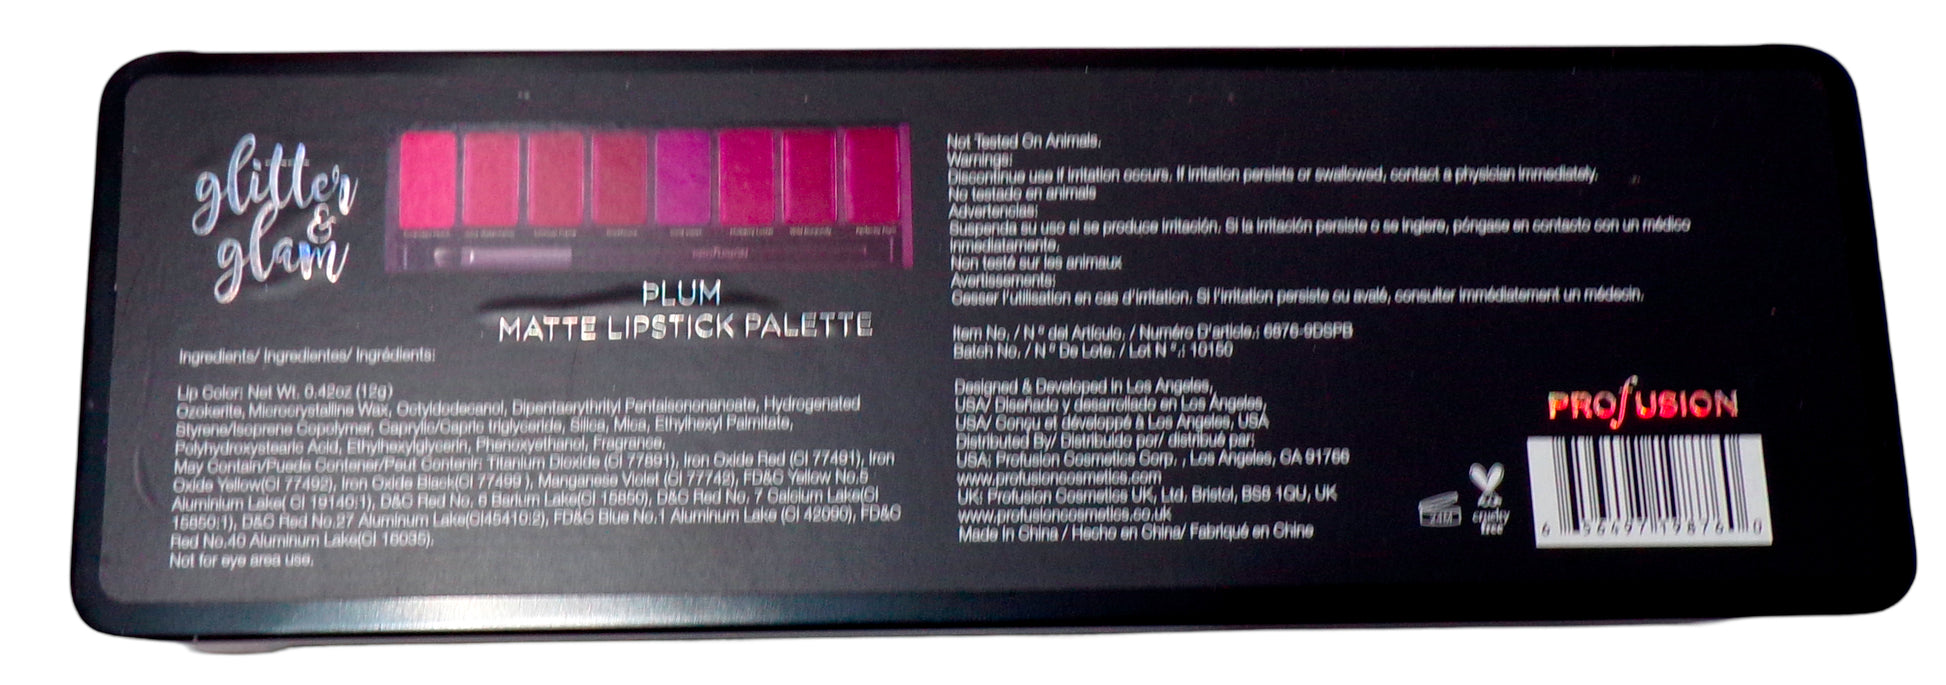 glitter
&
glam
PLUM
MATTE LIPSTICK PALETTE
Ingredients/ Ingredientes/ Ingrédients:
Lip Color: Net Wt. 0.42oz (12g)
Ozokerite, Microcrystalline Wax, Octyldodecanol, Dipentaerythrityl Pentaisononanoate, Hydrogenated
Styrene/Isoprene Copolymer, Caprylic/Capric triglyceride, Silica, Mica, Ethylhexyl Palmitate,
Polyhydroxystearic Acid, Ethylhexylglycerin, Phenoxyethanol, Fragrance,
May Contain/Puede Contener/Peut Contenir: Titanium Dioxide (CI 77891), Iron Oxide Red (CI 77491), Iron
Oxide Yellow(CI 77492), Iron Oxide Black(CI 77499 ), Manganese Violet (CI 77742), FD&C Yellow No.5
Aluminium Lake( CI 19140:1), D&C Red No. 6 Barium Lake(CI 15850), D&C Red No. 7 Calcium Lake(CI
15850:1), D&C Red No.27 Aluminum Lake(CI45410:2), FD&C Blue No.1 Aluminum Lake (CI 42090), FD&C
Red No.40 Aluminum Lake(CI 16035).
Not for eye area use.
Not Tested On Animals.
Warnings:
Discontinue use if irritation occurs. If irritation persists or swallowed, contact a physician immediately.
No testado en animals
Advertencias:
Suspenda su uso si se produce irritación. Si la irritación persiste o se ingiere, póngase en contacto con un médico
inmediatamente.
Non testé sur les animaux
Avertissements:
Cesser l'utilisation en cas d'irritation. Si l'irritation persiste ou avalé, consulter immédiatement un médecin.
Item No. / N º del Artículo. / Numéro D'article.: 6876-9DSPB
Batch No. / N º De Lote. / Lot N º.: 10150
Designed & Developed in Los Angeles,
USA/ Diseñado y desarrollado en Los Ángeles,
USA/ Conçu et développé à Los Angeles, USA
Distributed By/ Distribuido por/ distribué par:
USA: Profusion Cosmetics Corp. , Los Angeles, CA 91766
www.profusioncosmetics.com
UK: Profusion Cosmetics UK, Ltd. Bristol, BS8 1QU, UK
www.profusioncosmetics.co.uk
Made in China / Hecho en China/ Fabriqué en Chine
PROfUSION
24M
cruelty
free
6 56497 19876 0